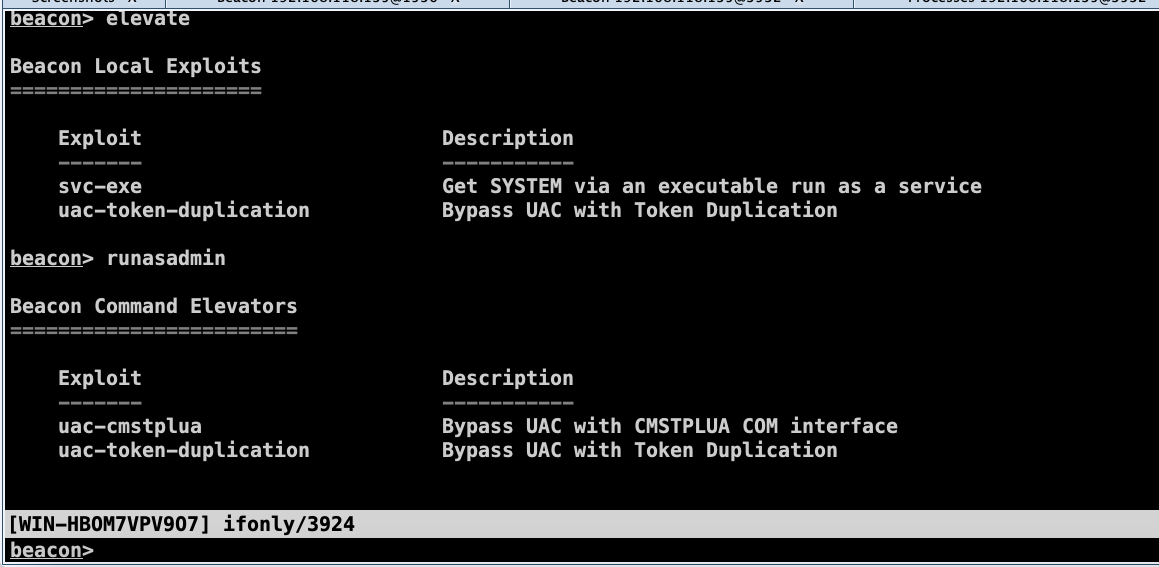 beacon> elevate
Beacon Local Exploits
=====================
Exploit Description
------- -----------
svc-exe Get SYSTEM via an executable run as a service
uac-token-duplication Bypass UAC with Token Duplication
beacon> runasadmin
Beacon Command Elevators
========================
Exploit Description
------- -----------
uac-cmstplua Bypass UAC with CMSTPLUA COM interface
uac-token-duplication Bypass UAC with Token Duplication
[WIN-HBOM7VPV9O7] ifonly/3924
beacon>